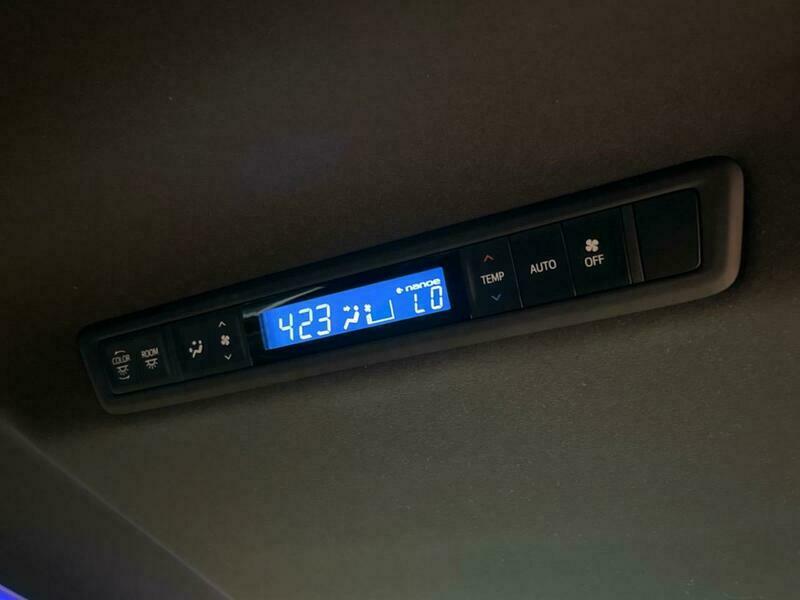 COLOR
ROOM
423
nanoe
LO
TEMP
AUTO
OFF